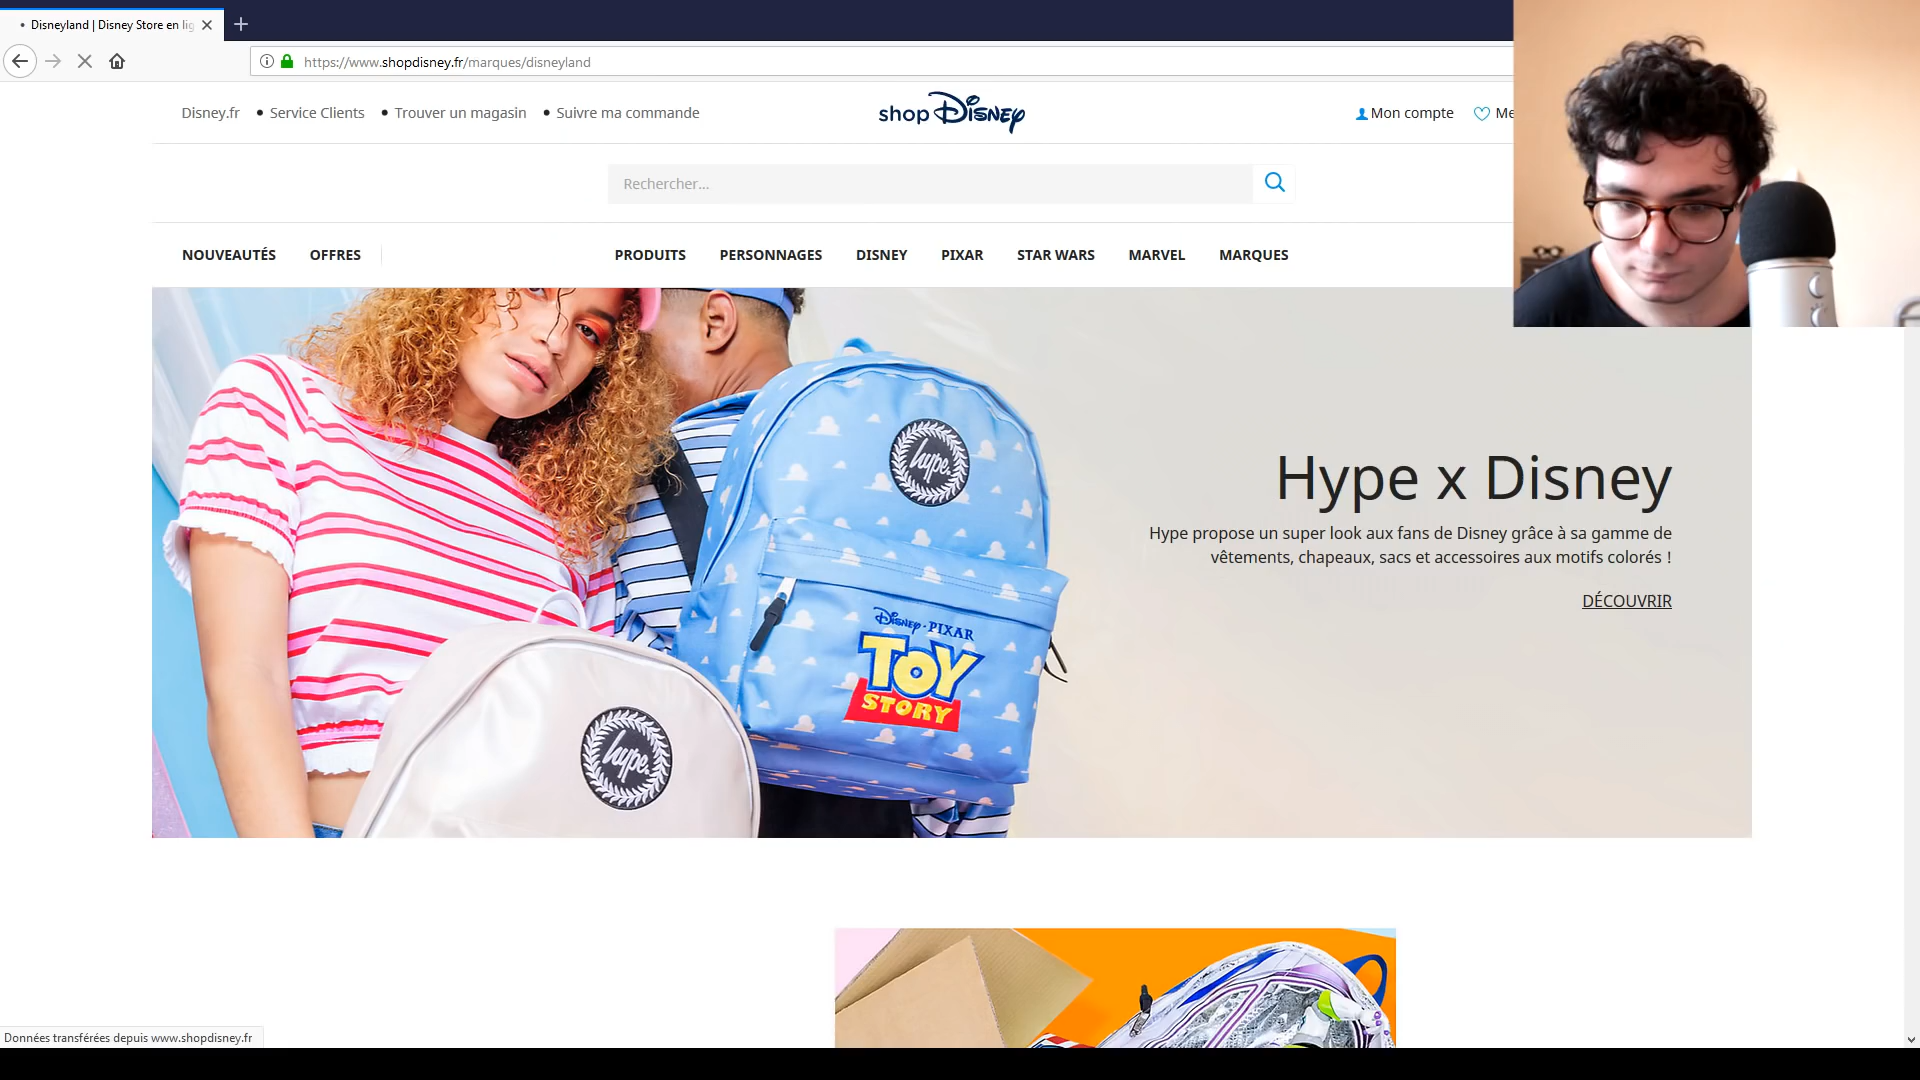 Disneyland | Disney Store en lig
https://www.shopdisney.fr/marques/disneyland
Disney.fr • Service Clients • Trouver un magasin • Suivre ma commande
shop Disney
Mon compte
Me
Rechercher...
NOUVEAUTÉS OFFRES PRODUITS PERSONNAGES DISNEY PIXAR STAR WARS MARVEL MARQUES
hype.
Disney • PIXAR
TOY
STORY
hype.
Hype x Disney
Hype propose un super look aux fans de Disney grâce à sa gamme de
vêtements, chapeaux, sacs et accessoires aux motifs colorés !
DÉCOUVRIR
Données transférées depuis www.shopdisney.fr